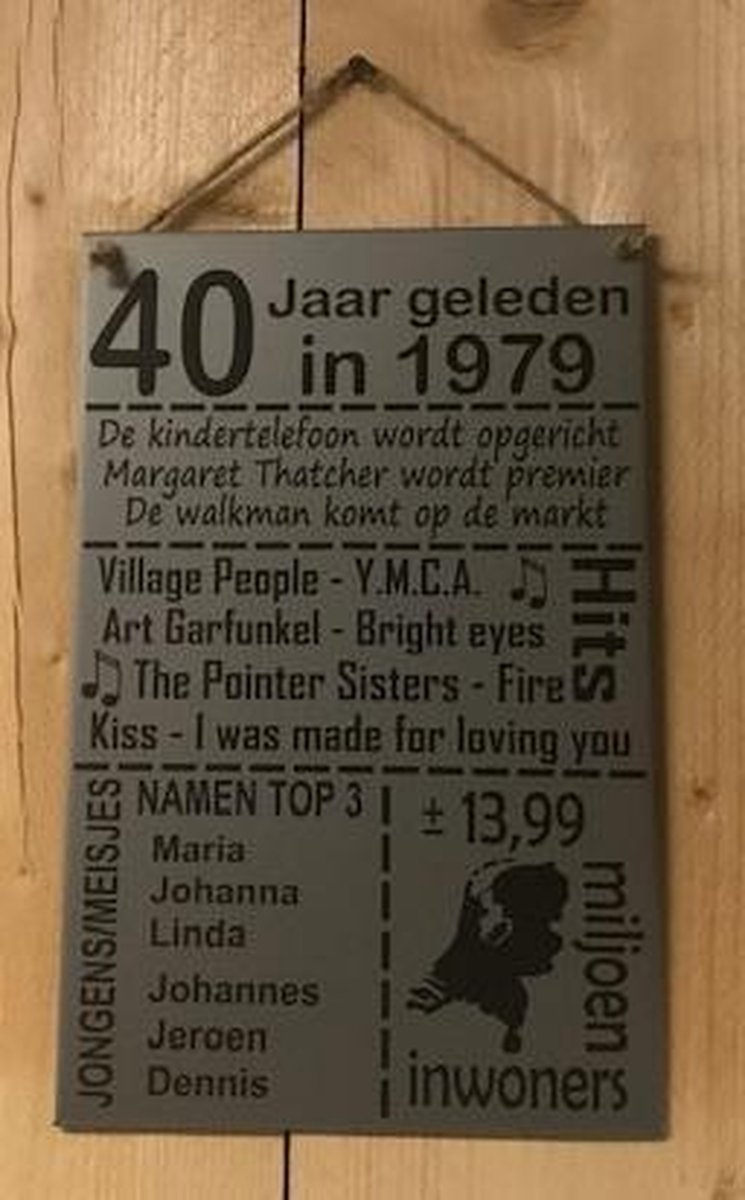 40 Jaar geleden
in 1979
De kindertelefoon wordt opgericht
Margaret Thatcher wordt premier
De walkman komt op de markt
Village People - Y.M.C.A.
Art Garfunkel - Bright eyes
The Pointer Sisters - Fire
Kiss - I was made for loving you
Hits
JONGENS/MEISJES
NAMEN TOP 3
Maria
Johanna
Linda
Johannes
Jeroen
Dennis
± 13,99
miljoen
inwoners